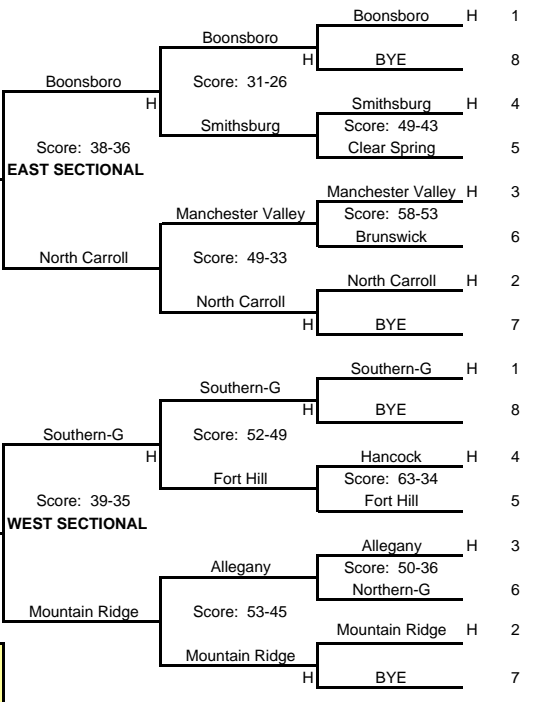 Boonsboro H 1
Boonsboro
H BYE 8
Boonsboro
Score: 31-26
H
Smithsburg H 4
Smithsburg Score: 49-43
Score: 38-36 Clear Spring 5
EAST SECTIONAL
Manchester Valley H 3
Manchester Valley Score: 58-53
Brunswick 6
North Carroll Score: 49-33
North Carroll H 2
North Carroll
H BYE 7
Southern-G H 1
Southern-G
H BYE 8
Southern-G Score: 52-49
H Hancock H 4
Fort Hill Score: 63-34
Score: 39-35 Fort Hill 5
WEST SECTIONAL
Allegany H 3
Allegany Score: 50-36
Northern-G 6
Mountain Ridge Score: 53-45
Mountain Ridge H 2
Mountain Ridge
H BYE 7